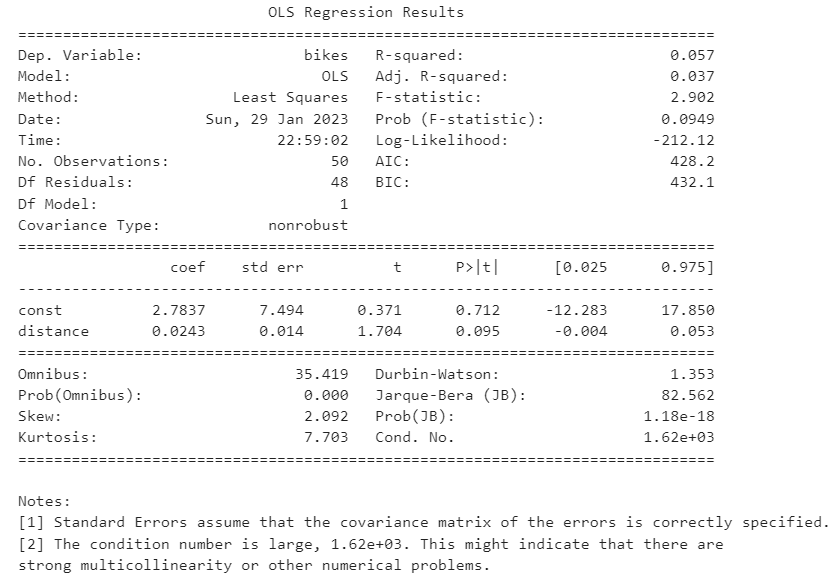 OLS Regression Results
==============================================================================
Dep. Variable:                  bikes   R-squared:                       0.057
Model:                            OLS   Adj. R-squared:                  0.037
Method:                 Least Squares   F-statistic:                     2.902
Date:                Sun, 29 Jan 2023   Prob (F-statistic):             0.0949
Time:                        22:59:02   Log-Likelihood:                -212.12
No. Observations:                  50   AIC:                             428.2
Df Residuals:                      48   BIC:                             432.1
Df Model:                           1
Covariance Type:            nonrobust
==============================================================================
                 coef    std err          t      P>|t|      [0.025      0.975]
------------------------------------------------------------------------------
const          2.7837      7.494      0.371      0.712     -12.283      17.850
distance       0.0243      0.014      1.704      0.095      -0.004       0.053
==============================================================================
Omnibus:                       35.419   Durbin-Watson:                   1.353
Prob(Omnibus):                  0.000   Jarque-Bera (JB):               82.562
Skew:                           2.092   Prob(JB):                     1.18e-18
Kurtosis:                       7.703   Cond. No.                     1.62e+03
==============================================================================

Notes:
[1] Standard Errors assume that the covariance matrix of the errors is correctly specified.
[2] The condition number is large, 1.62e+03. This might indicate that there are
strong multicollinearity or other numerical problems.